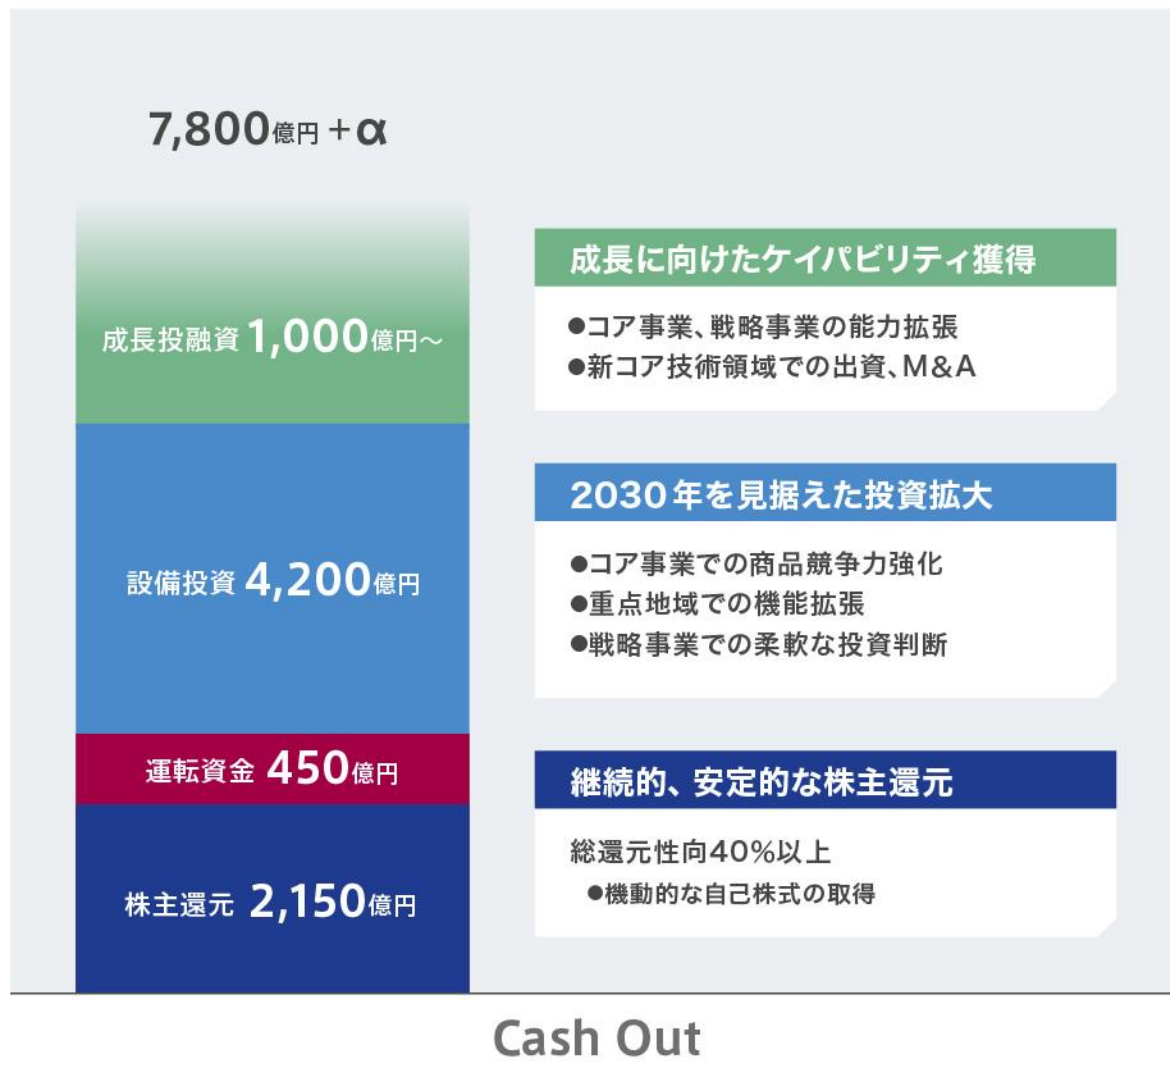 7,800億円＋α
成長投融資 1,000億円～
設備投資 4,200億円
運転資金 450億円
株主還元 2,150億円
成長に向けたケイパビリティ獲得
●コア事業、戦略事業の能力拡張
●新コア技術領域での出資、M&A
2030年を見据えた投資拡大
●コア事業での商品競争力強化
●重点地域での機能拡張
●戦略事業での柔軟な投資判断
継続的、安定的な株主還元
総還元性向40%以上
●機動的な自己株式の取得
Cash Out